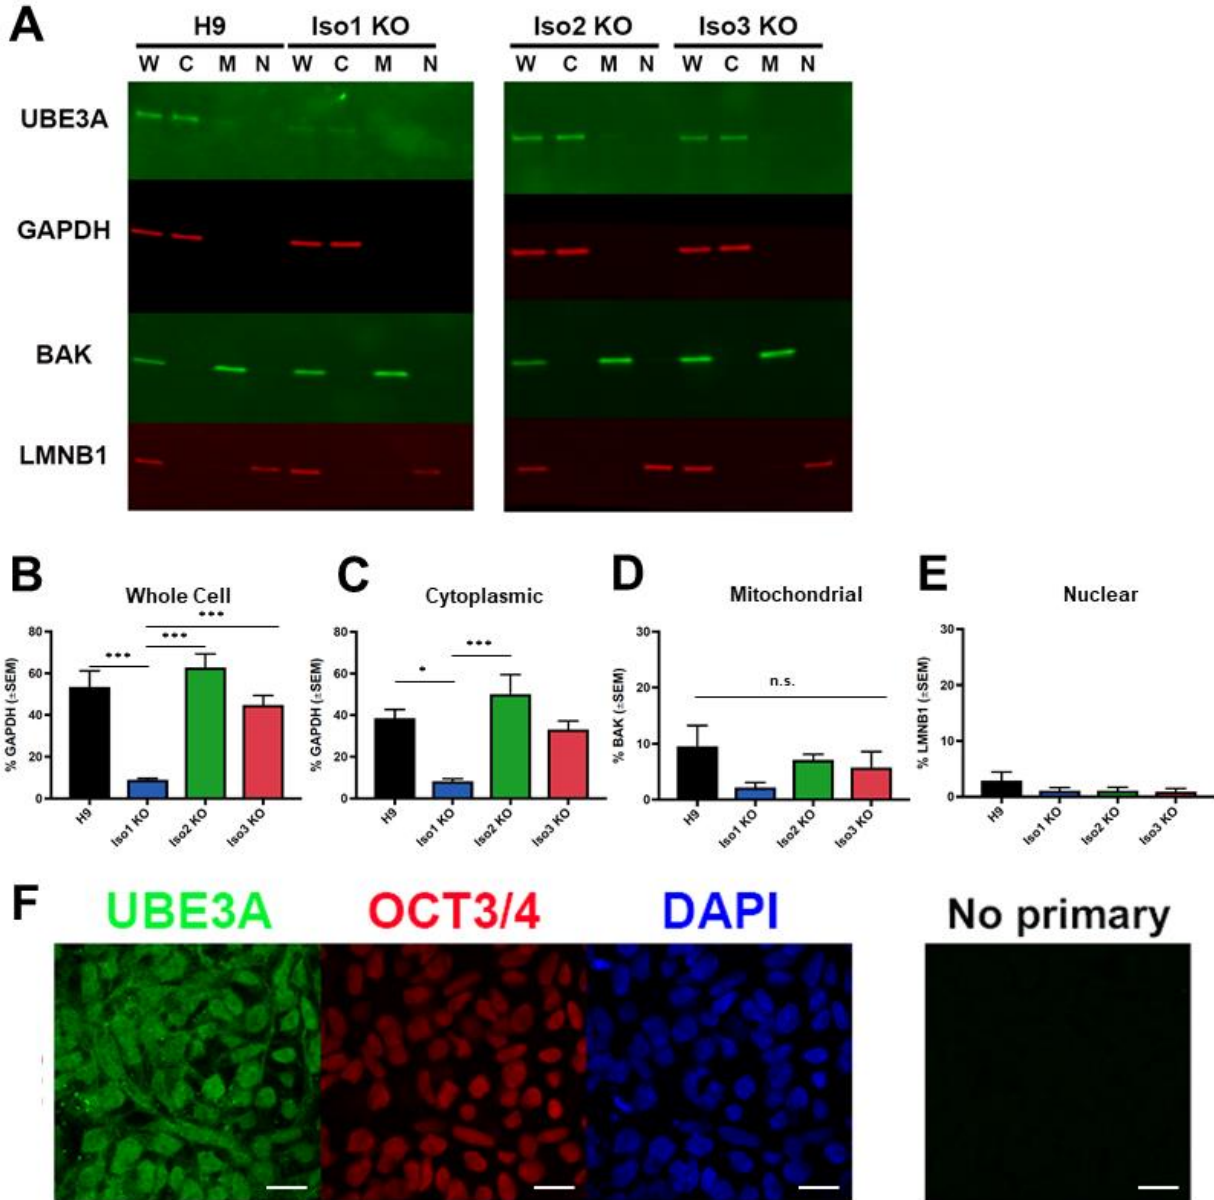 A
H9 Iso1 KO Iso2 KO Iso3 KO
W C M N W C M N W C M N W C M N
UBE3A
GAPDH
BAK
LMNB1
B C D E
Whole Cell
Cytoplasmic
Mitochondrial
Nuclear
% GAPDH (±SEM)
80
60
40
20
0
***
***
***
H9 Iso1 KO Iso2 KO Iso3 KO
% GAPDH (±SEM)
80
60
40
20
0
*
***
H9 Iso1 KO Iso2 KO Iso3 KO
% BAK (±SEM)
30
20
10
0
n.s.
H9 Iso1 KO Iso2 KO Iso3 KO
% LMNB1 (±SEM)
30
20
10
0
H9 Iso1 KO Iso2 KO Iso3 KO
F
UBE3A OCT3/4 DAPI No primary